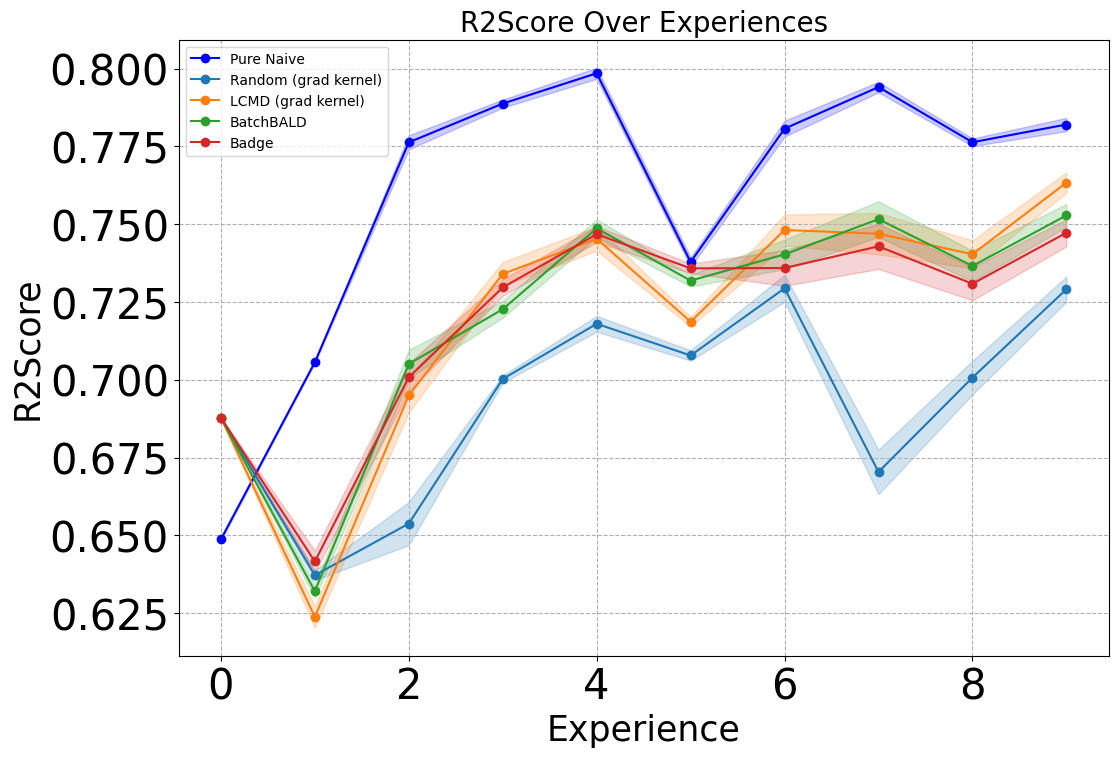 R2Score Over Experiences
0.800
0.775
0.750
0.725
0.700
0.675
0.650
0.625
R2Score
Pure Naive
Random (grad kernel)
LCMD (grad kernel)
BatchBALD
Badge
0 2 4 6 8
Experience